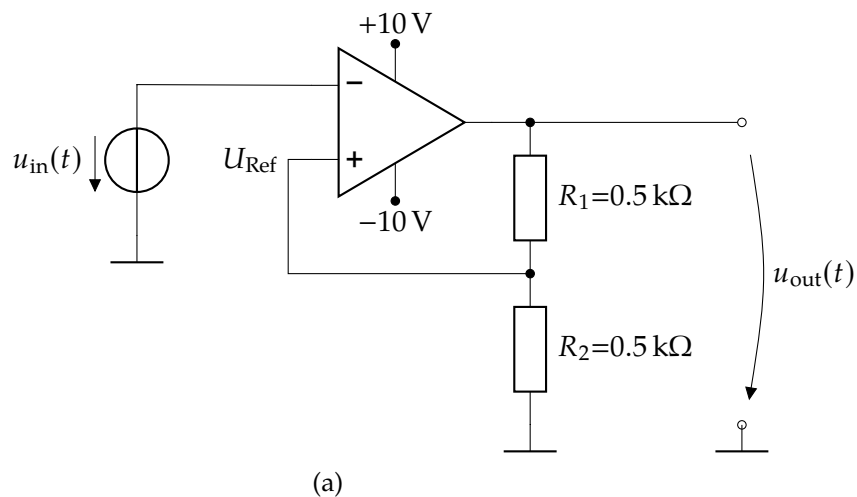 +10 V
−
u_in(t)
U_Ref
+
−10 V
R_1=0.5 kΩ
u_out(t)
R_2=0.5 kΩ
(a)